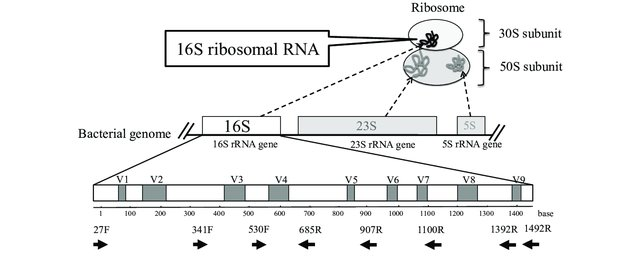 Ribosome
16S ribosomal RNA
30S subunit
50S subunit
Bacterial genome
16S
23S
5S
16S rRNA gene
23S rRNA gene
5S rRNA gene
V1 V2 V3 V4 V5 V6 V7 V8 V9
1 100 200 300 400 500 600 700 800 900 1000 1100 1200 1300 1400 base
27F 341F 530F 685R 907R 1100R 1392R 1492R